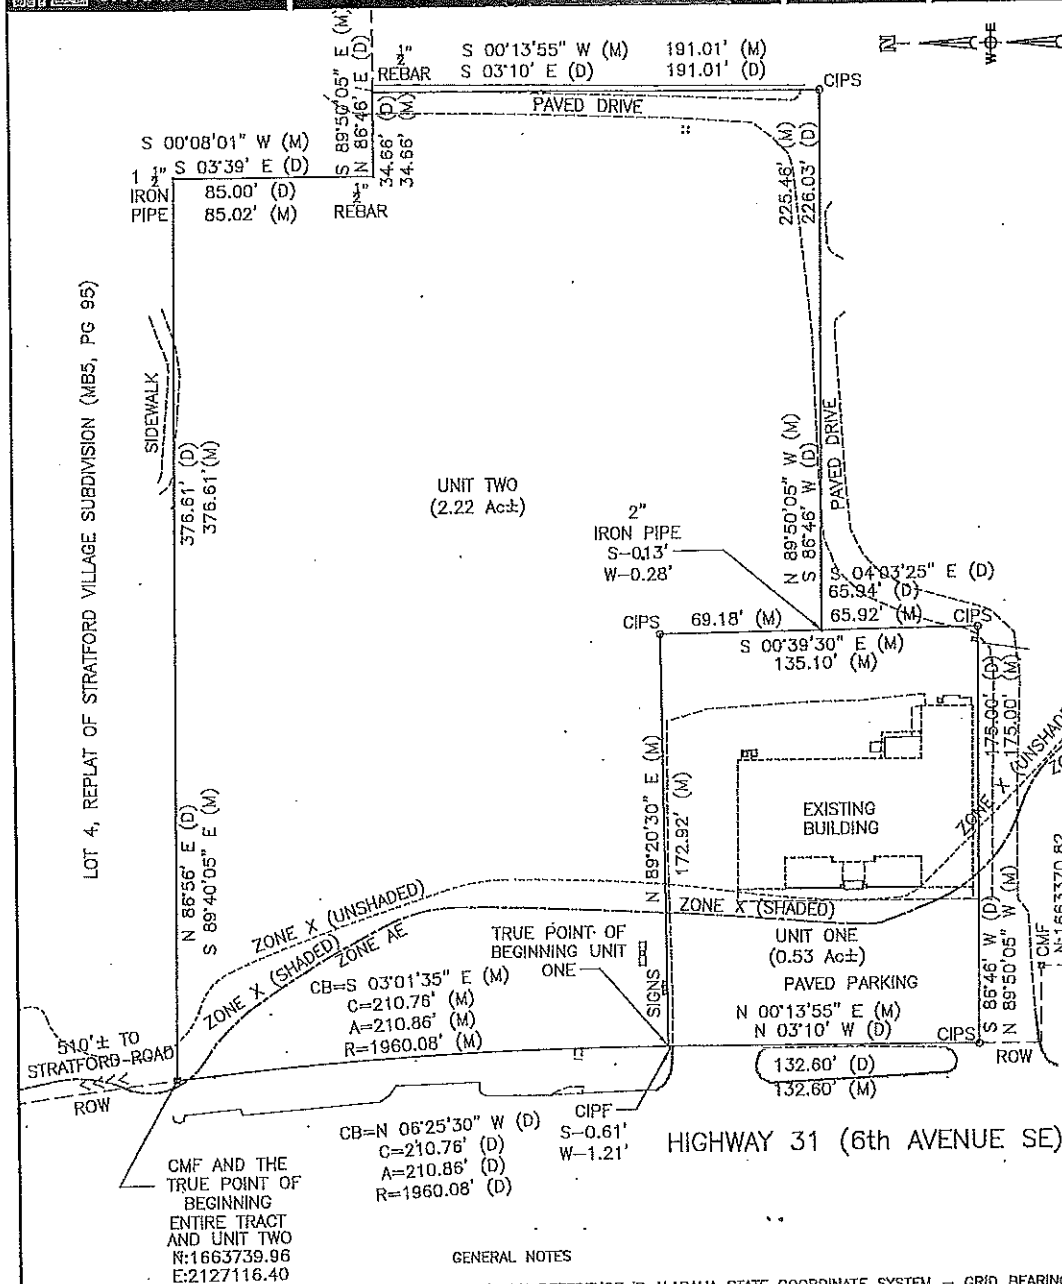 S 89°50'05" E (M)
N 86°46' E (D)
34.66' (D)
34.66' (M)
1/2"
REBAR
S 00°13'55" W (M) 191.01' (M)
S 03°10' E (D) 191.01' (D)
CIPS
N
W E
PAVED DRIVE
S 00°08'01" W (M)
S 03°39' E (D)
85.00' (D)
85.02' (M)
1 1/2"
IRON
PIPE
1/2"
REBAR
225.46' (M)
226.03' (D)
LOT 4, REPLAT OF STRATFORD VILLAGE SUBDIVISION (MB5, PG 95)
SIDEWALK
376.61' (D)
376.61' (M)
UNIT TWO
(2.22 Ac±)
2"
IRON PIPE
S-0.13'
W-0.28'
N 89°50'05" W (M)
S 86°46' W (D)
PAVED DRIVE
S 04°03'25" E (D)
65.94' (D)
65.92' (M)
CIPS
CIPS
69.18' (M)
S 00°39'30" E (M)
135.10' (M)
175.00' (D)
175.00' (M)
N 89°20'30" E (M)
172.92' (M)
EXISTING
BUILDING
ZONE X (UNSHAD
N 86°56' E (D)
S 89°40'05" E (M)
ZONE X (UNSHADED)
ZONE X (SHADED)
ZONE AE
ZONE X (SHADED)
TRUE POINT OF
BEGINNING UNIT
ONE
UNIT ONE
(0.53 Ac±)
PAVED PARKING
SIGNS
CB=S 03°01'35" E (M)
C=210.76' (M)
A=210.86' (M)
R=1960.08' (M)
N 00°13'55" E (M)
N 03°10' W (D)
S 86°46' W (D)
N 89°50'05" W (M)
CMF
N:1663370.82
CIPS
ROW
132.60' (D)
132.60' (M)
510'± TO
STRATFORD ROAD
ROW
CB=N 06°25'30" W (D)
C=210.76' (D)
A=210.86' (D)
R=1960.08' (D)
CIPF
S-0.61'
W-1.21'
HIGHWAY 31 (6th AVENUE SE)
CMF AND THE
TRUE POINT OF
BEGINNING
ENTIRE TRACT
AND UNIT TWO
N:1663739.96
E:2127116.40
GENERAL NOTES
ALABAMA STATE COORDINATE SYSTEM – GRID BEARING